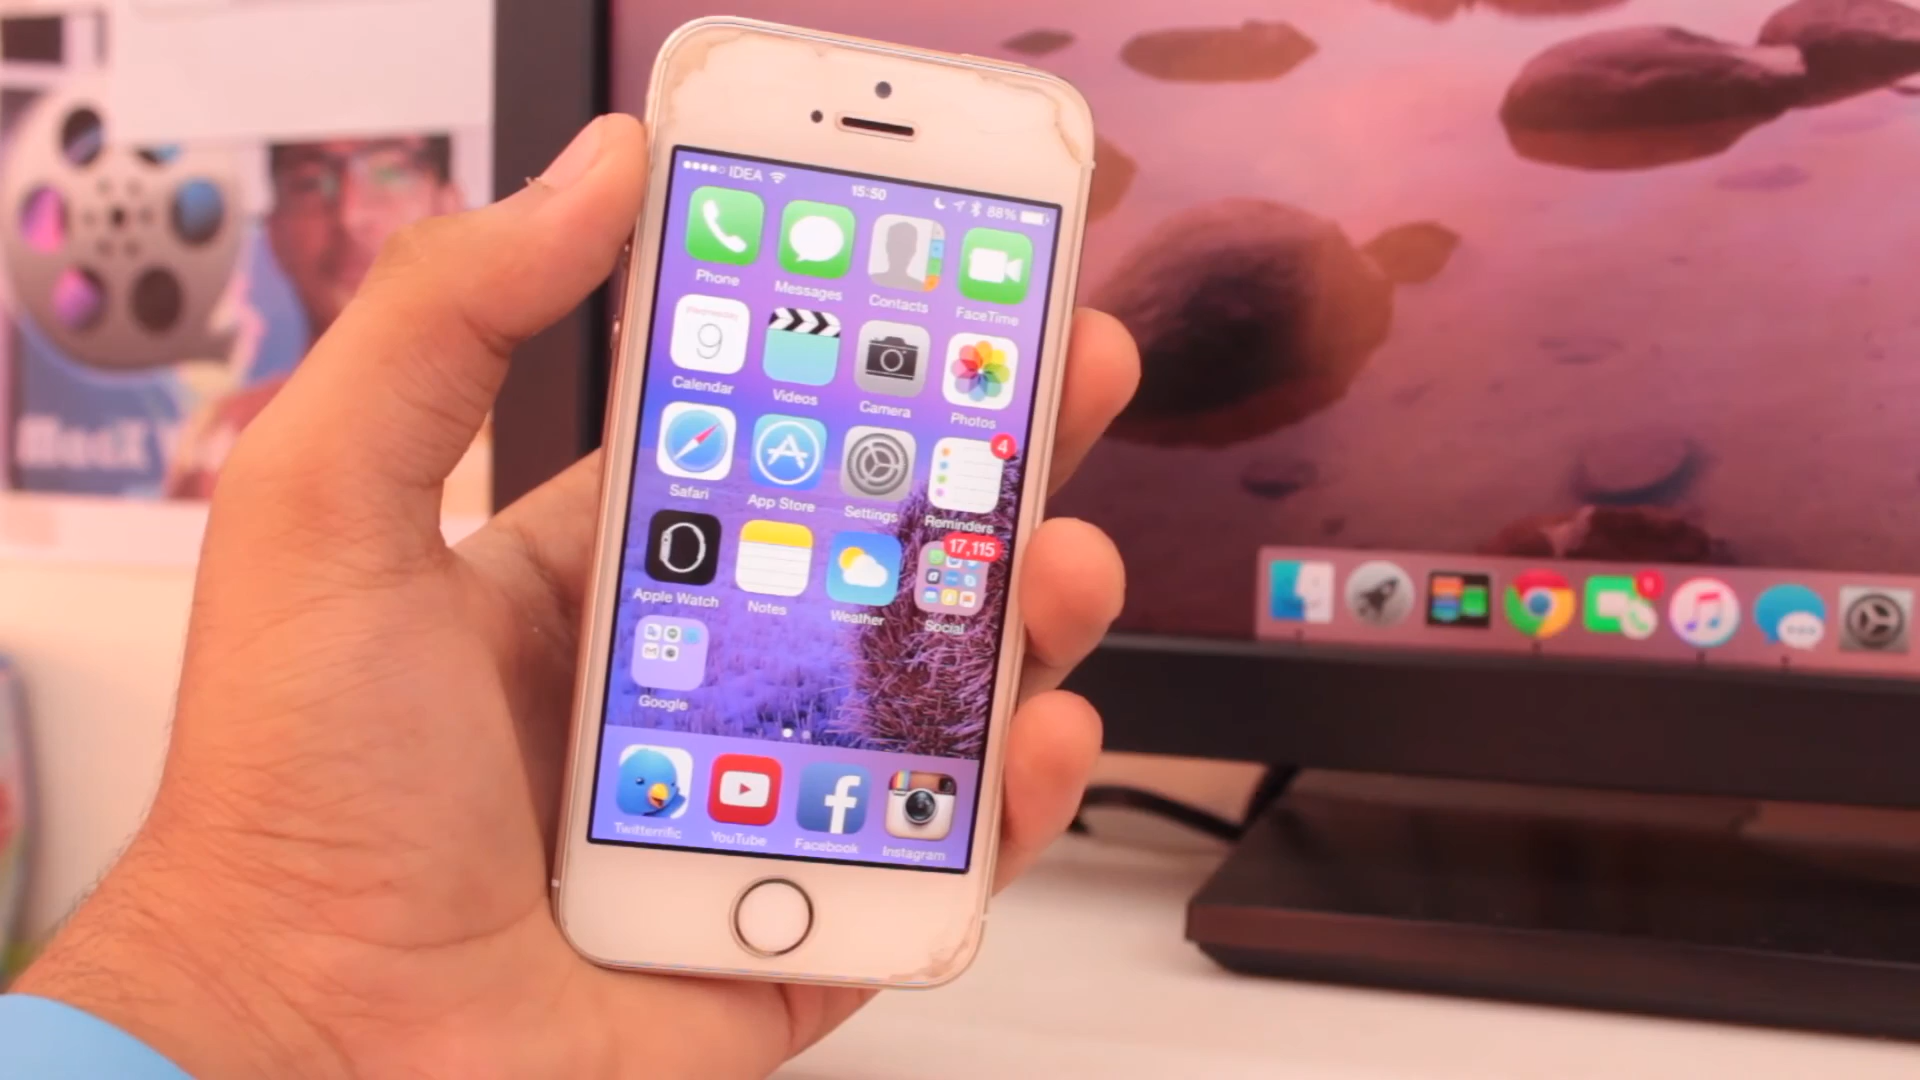 IDEA 15:50 88%
Phone Messages Contacts FaceTime
Wednesday
9
Calendar Videos Camera Photos
4
Safari App Store Settings Reminders
17,115
Apple Watch Notes Weather Social
Google
Twitterrific YouTube Facebook Instagram